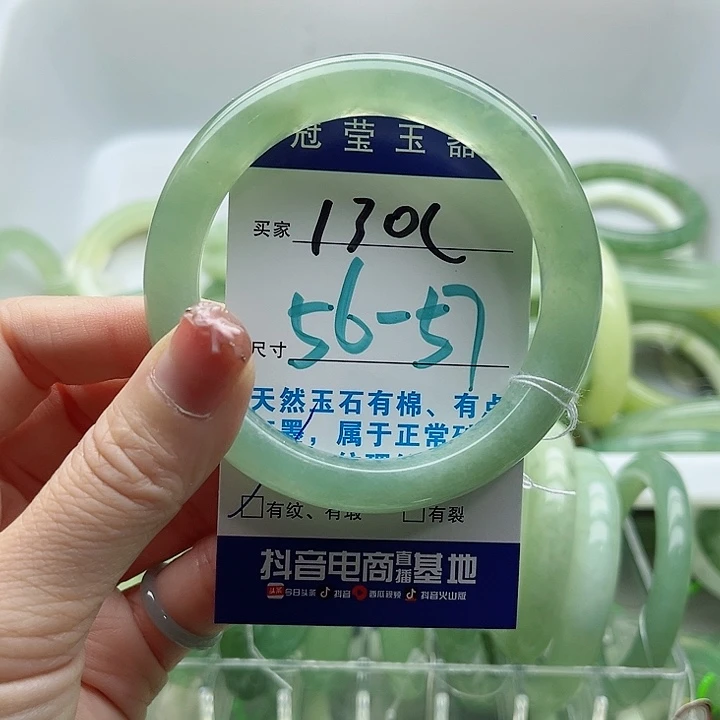 冠莹玉器
买家 130C
尺寸 56-57
天然玉石有棉、有点
墨，属于正常
有纹、有瑕 有裂
抖音电商直播基地
今日头条 抖音 西瓜视频 抖音火山版